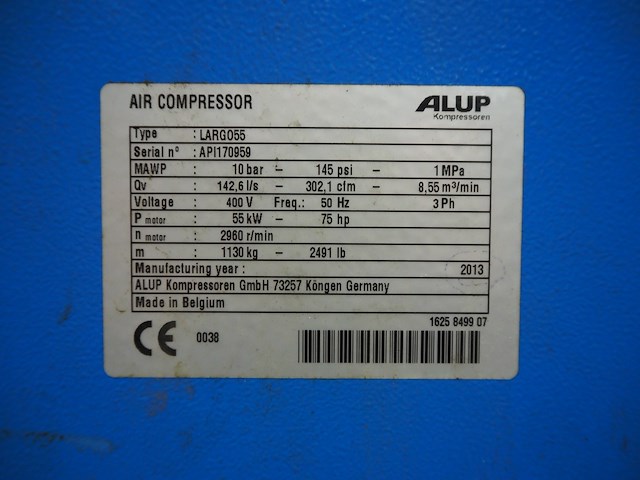 AIR COMPRESSOR
ALUP
Kompressoren
Type : LARGO55
Serial n° : API170959
MAWP : 10 bar – 145 psi – 1 MPa
Qv : 142,6 l/s – 302,1 cfm – 8,55 m³/min
Voltage : 400 V Freq.: 50 Hz 3 Ph
P motor : 55 kW – 75 hp
n motor : 2960 r/min
m : 1130 kg – 2491 lb
Manufacturing year : 2013
ALUP Kompressoren GmbH 73257 Köngen Germany
Made in Belgium
1625 8499 07
CE 0038